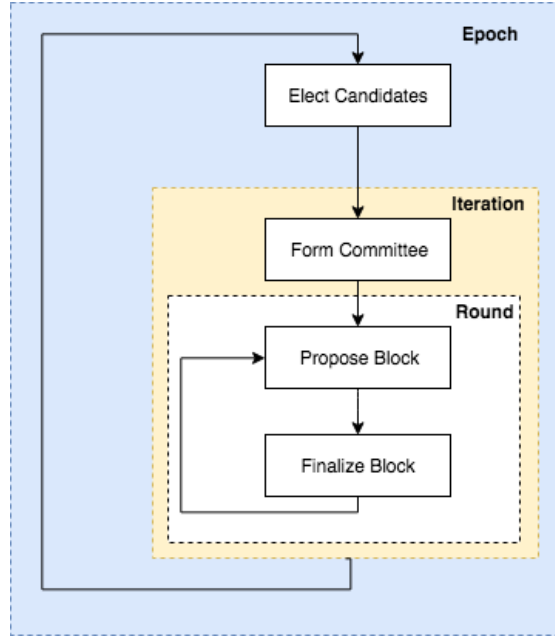 Epoch
Elect Candidates
Iteration
Form Committee
Round
Propose Block
Finalize Block